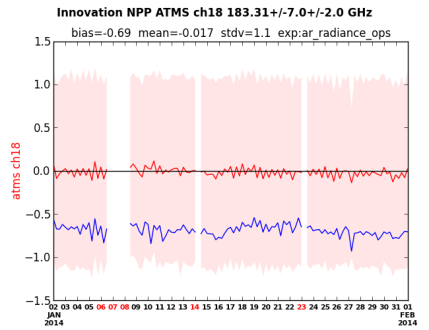 Innovation NPP ATMS ch18 183.31+/-7.0+/-2.0 GHz
bias=-0.69 mean=-0.017 stdv=1.1 exp:ar_radiance_ops
1.5
1.0
0.5
0.0
−0.5
−1.0
−1.5
atms ch18
02 03 04 05 06 07 08 09 10 11 12 13 14 15 16 17 18 19 20 21 22 23 24 25 26 27 28 29 30 31 01
JAN FEB
2014 2014